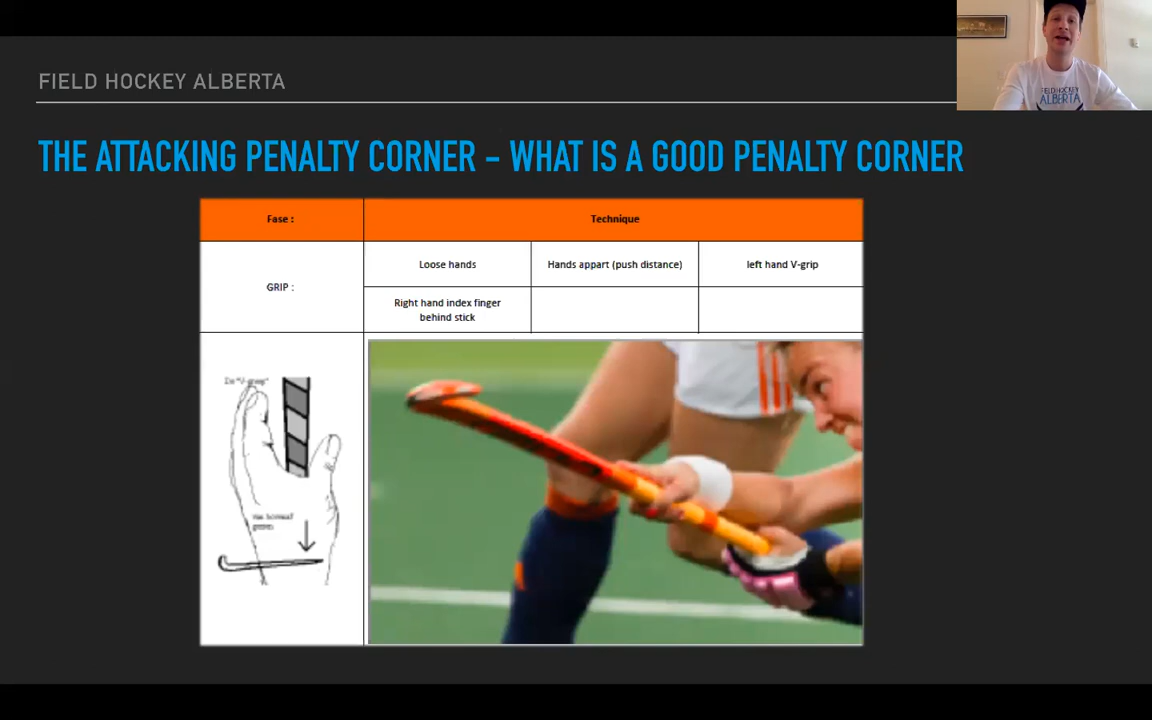 FIELD HOCKEY ALBERTA
THE ATTACKING PENALTY CORNER - WHAT IS A GOOD PENALTY CORNER
Fase :
Technique
GRIP :
Loose hands
Hands appart (push distance)
left hand V-grip
Right hand index finger
behind stick
FIELD HOCKEY
ALBERTA